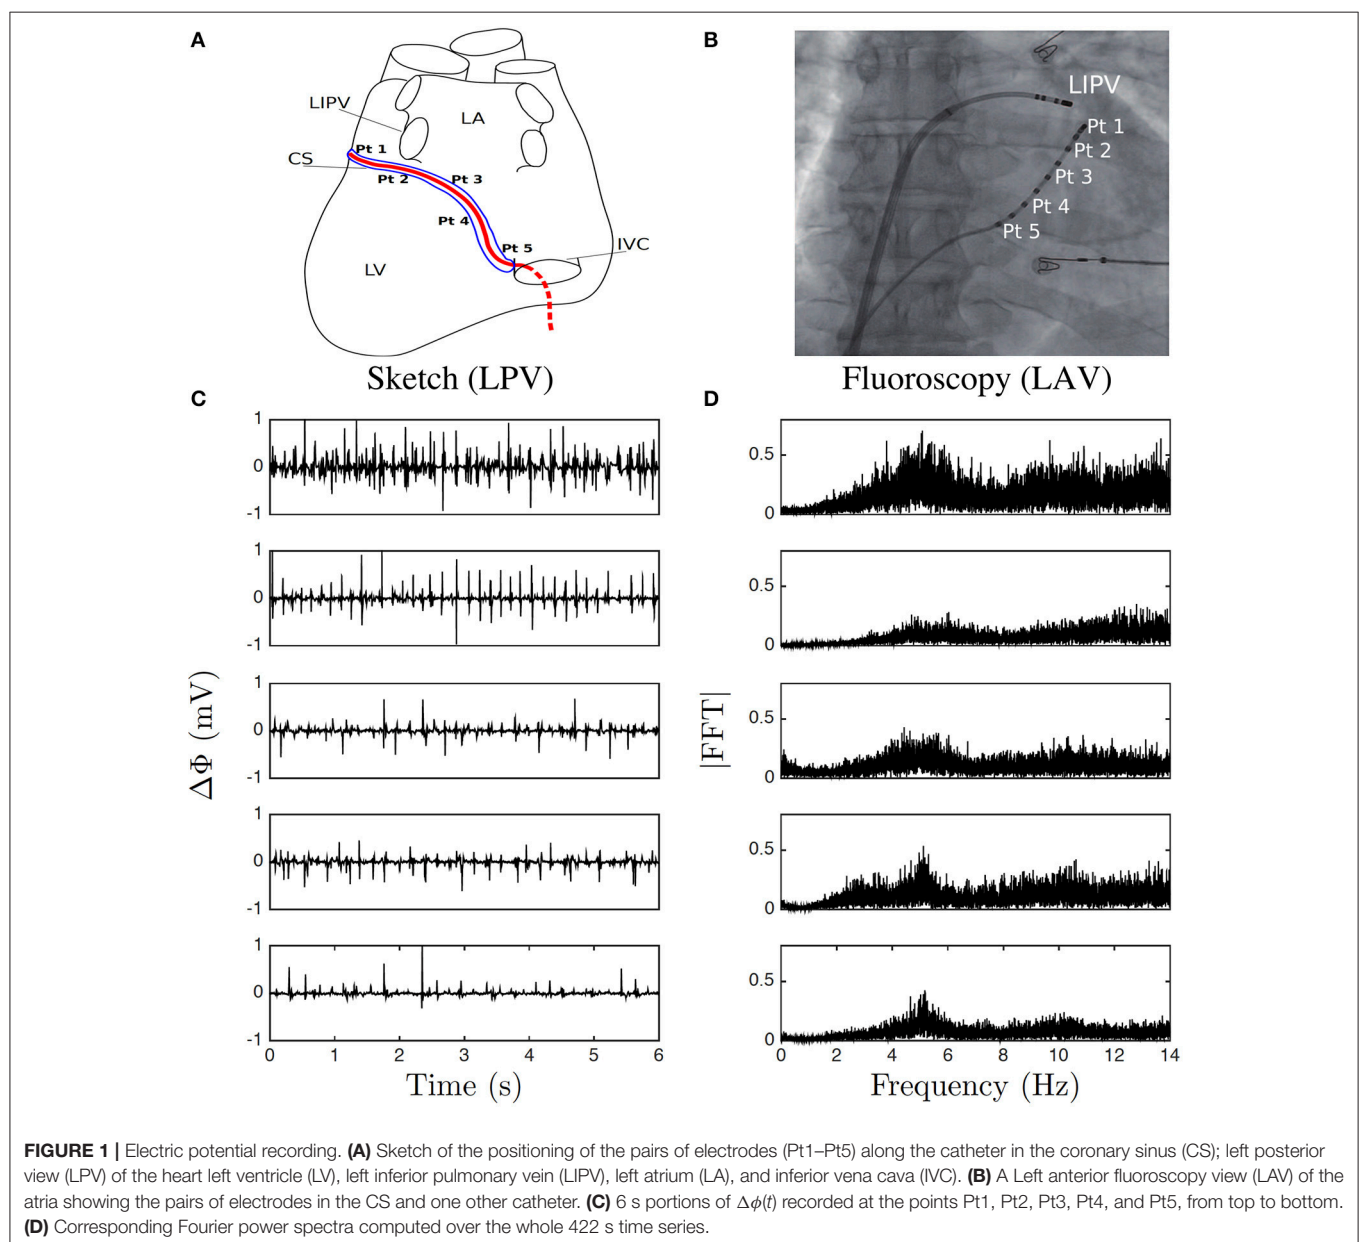 A
B
LIPV
LA
CS
Pt 1
Pt 2
Pt 3
Pt 4
Pt 5
IVC
LV
LIPV
Pt 1
Pt 2
Pt 3
Pt 4
Pt 5
Sketch (LPV)
Fluoroscopy (LAV)
C
D
1
0
-1
1
0
-1
1
0
-1
1
0
-1
1
0
-1
0 1 2 3 4 5 6
ΔΦ (mV)
Time (s)
0.5
0
0.5
0
0.5
0
0.5
0
0.5
0
0 2 4 6 8 10 12 14
|FFT|
Frequency (Hz)
FIGURE 1 | Electric potential recording. (A) Sketch of the positioning of the pairs of electrodes (Pt1–Pt5) along the catheter in the coronary sinus (CS); left posterior
view (LPV) of the heart left ventricle (LV), left inferior pulmonary vein (LIPV), left atrium (LA), and inferior vena cava (IVC). (B) A Left anterior fluoroscopy view (LAV) of the
atria showing the pairs of electrodes in the CS and one other catheter. (C) 6 s portions of Δϕ(t) recorded at the points Pt1, Pt2, Pt3, Pt4, and Pt5, from top to bottom.
(D) Corresponding Fourier power spectra computed over the whole 422 s time series.